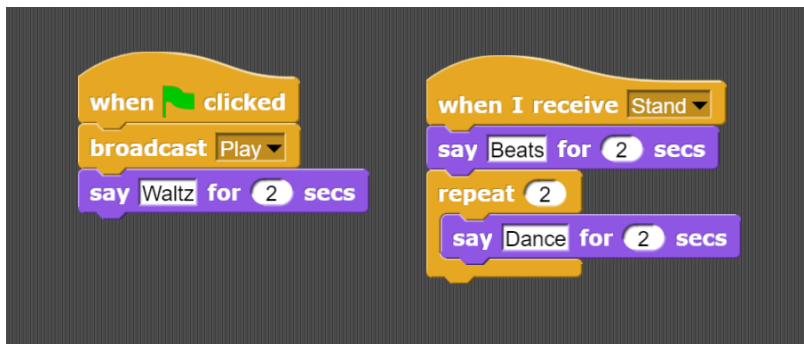 when clicked
broadcast Play
say Waltz for 2 secs
when I receive Stand
say Beats for 2 secs
repeat 2
say Dance for 2 secs